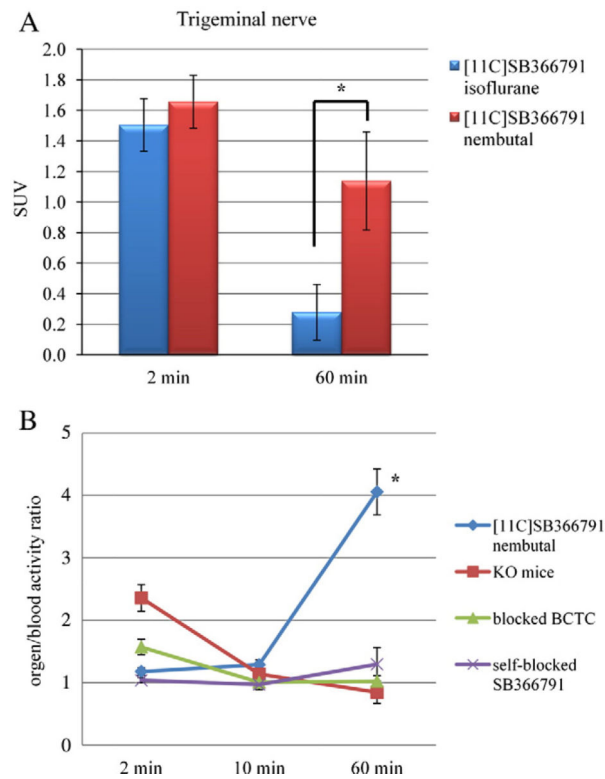 A
Trigeminal nerve
2.0
1.8
1.6
1.4
1.2
1.0
0.8
0.6
0.4
0.2
0.0
SUV
*
2 min
60 min
[11C]SB366791
isoflurane
[11C]SB366791
nembutal
B
5
4
3
2
1
0
orgen/blood activity ratio
*
2 min
10 min
60 min
[11C]SB366791
nembutal
KO mice
blocked BCTC
self-blocked
SB366791